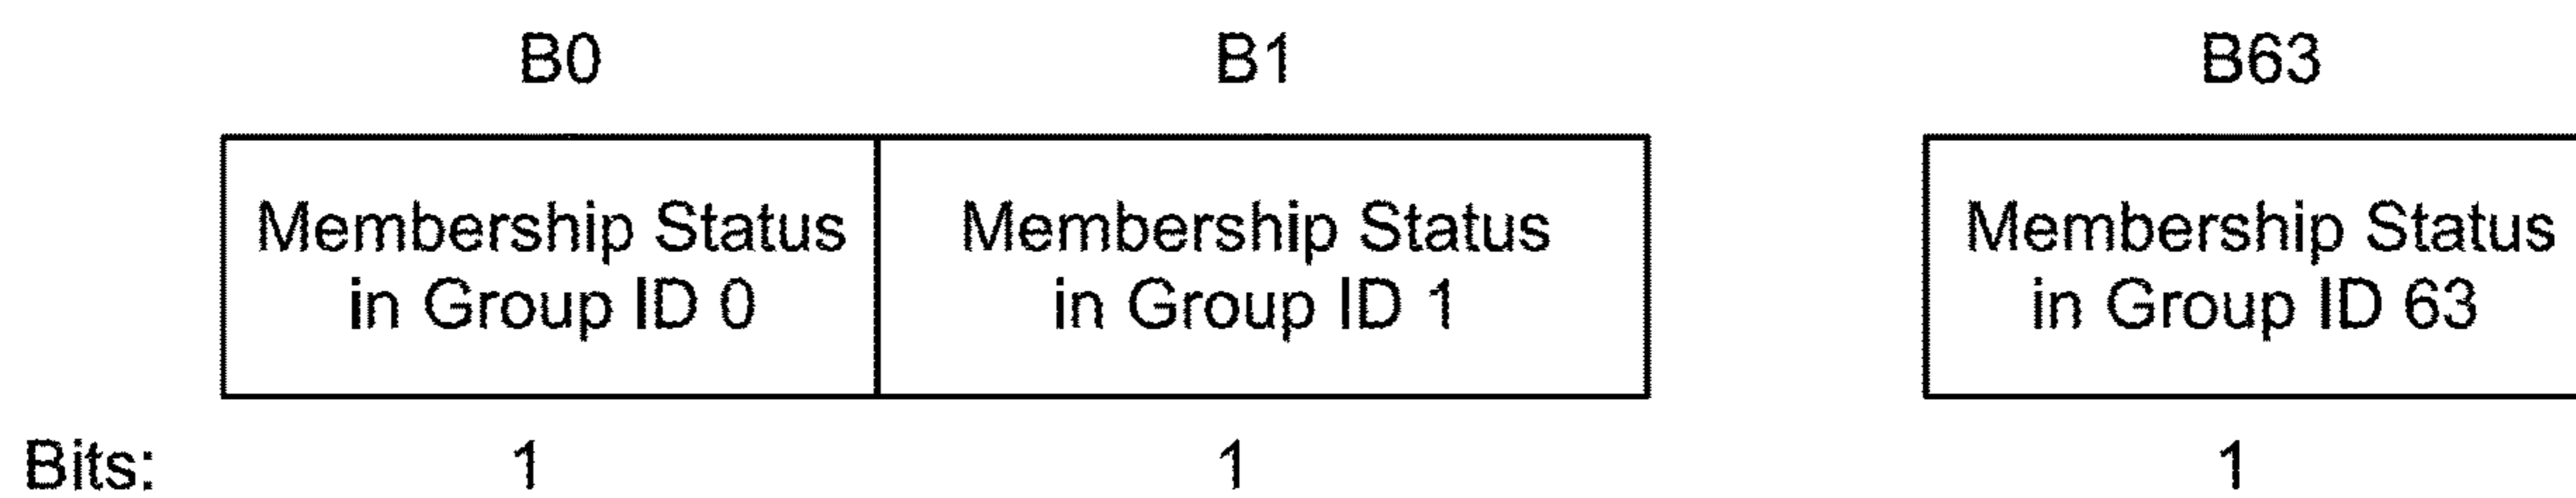 B0 B1 B63
Membership Status Membership Status Membership Status
in Group ID 0 in Group ID 1 in Group ID 63
Bits: 1 1 1